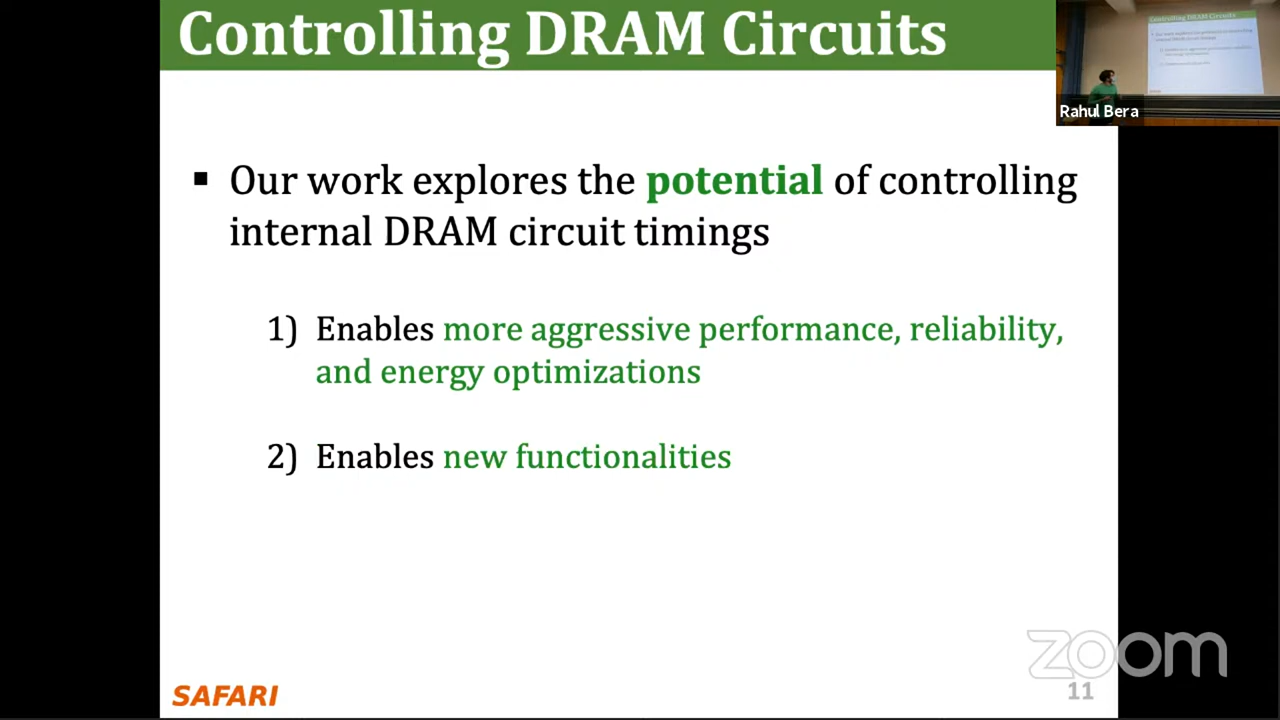 Controlling DRAM Circuits
Rahul Bera
▪ Our work explores the potential of controlling
internal DRAM circuit timings
1) Enables more aggressive performance, reliability,
and energy optimizations
2) Enables new functionalities
SAFARI
zoom
11